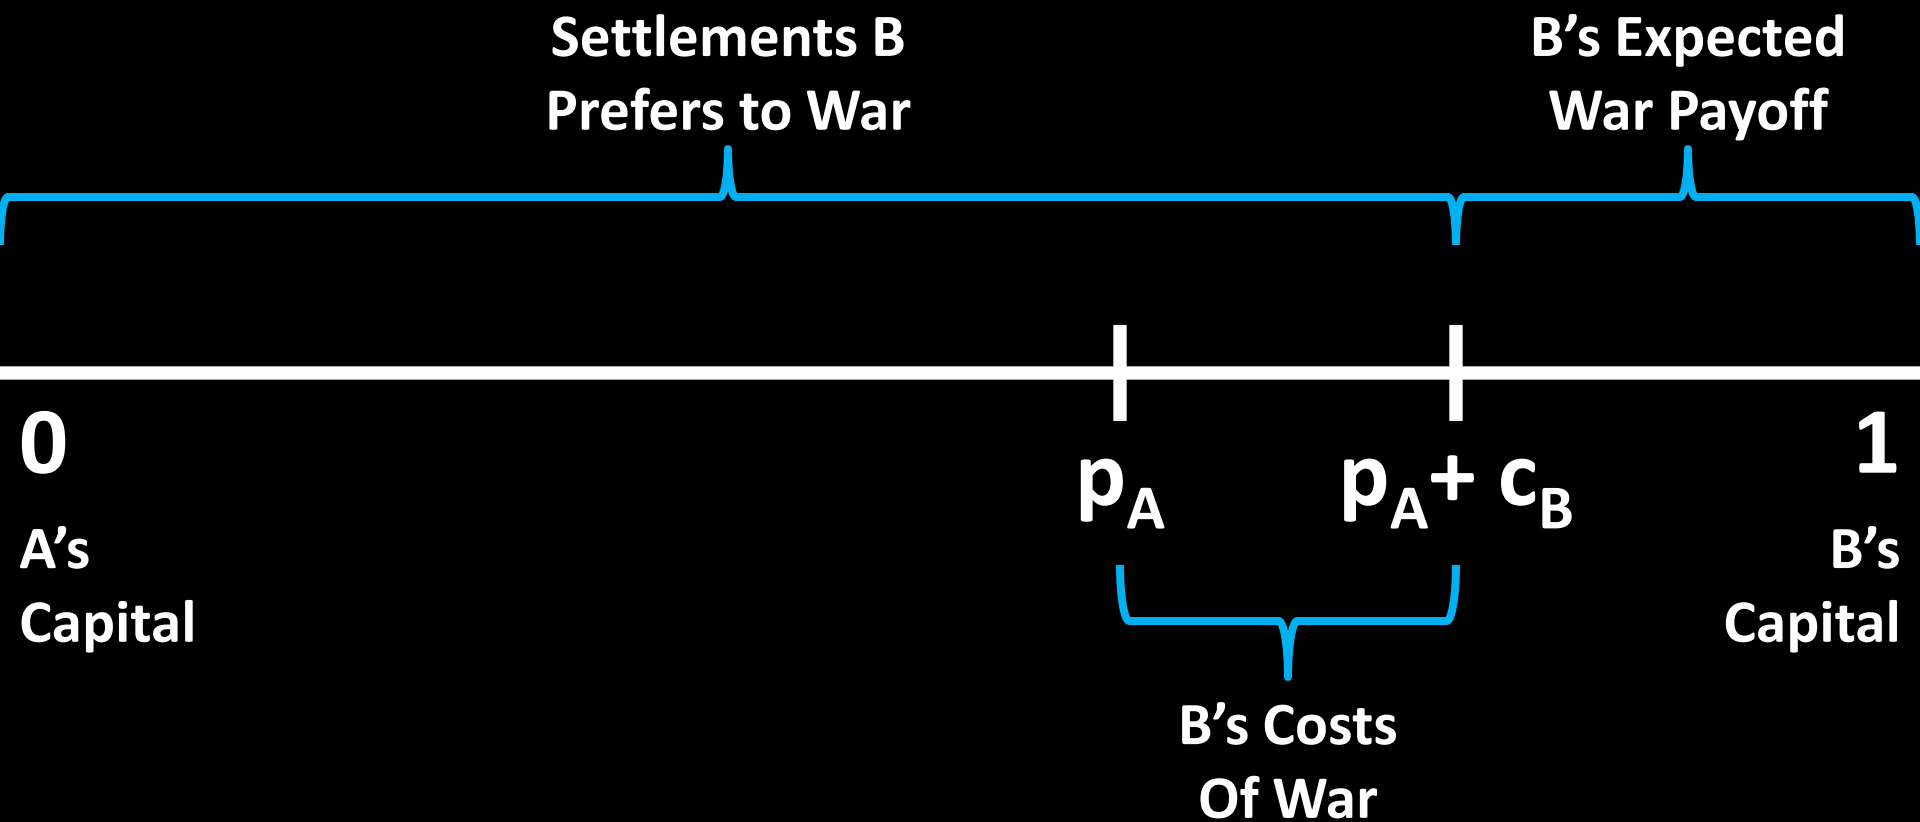 Settlements B
Prefers to War
B’s Expected
War Payoff
0
pA
pA+ cB
1
A’s
Capital
B’s
Capital
B’s Costs
Of War